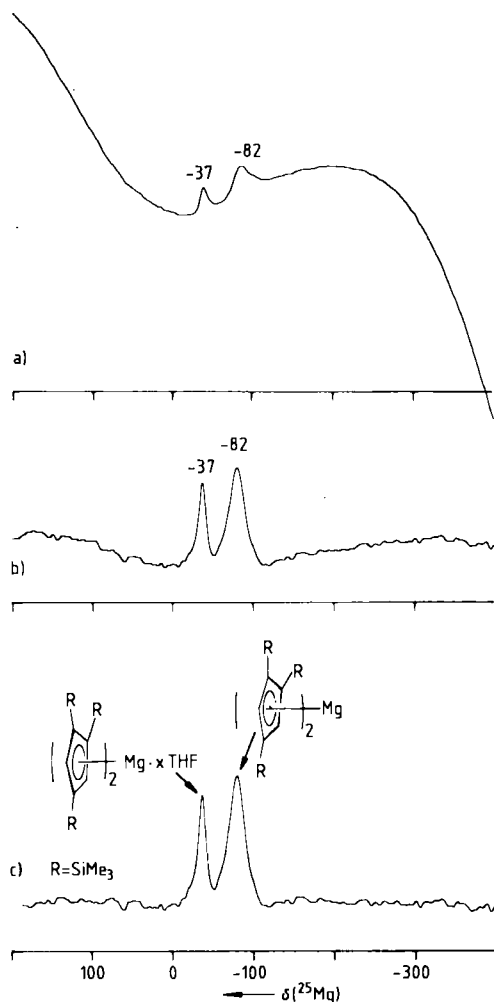 -37
-82
a)
-37
-82
b)
R
R
R
( )₂ Mg
R
R
R
( )₂ Mg · x THF
c) R=SiMe₃
100 0 -100 -300
← δ(²⁵Mg)